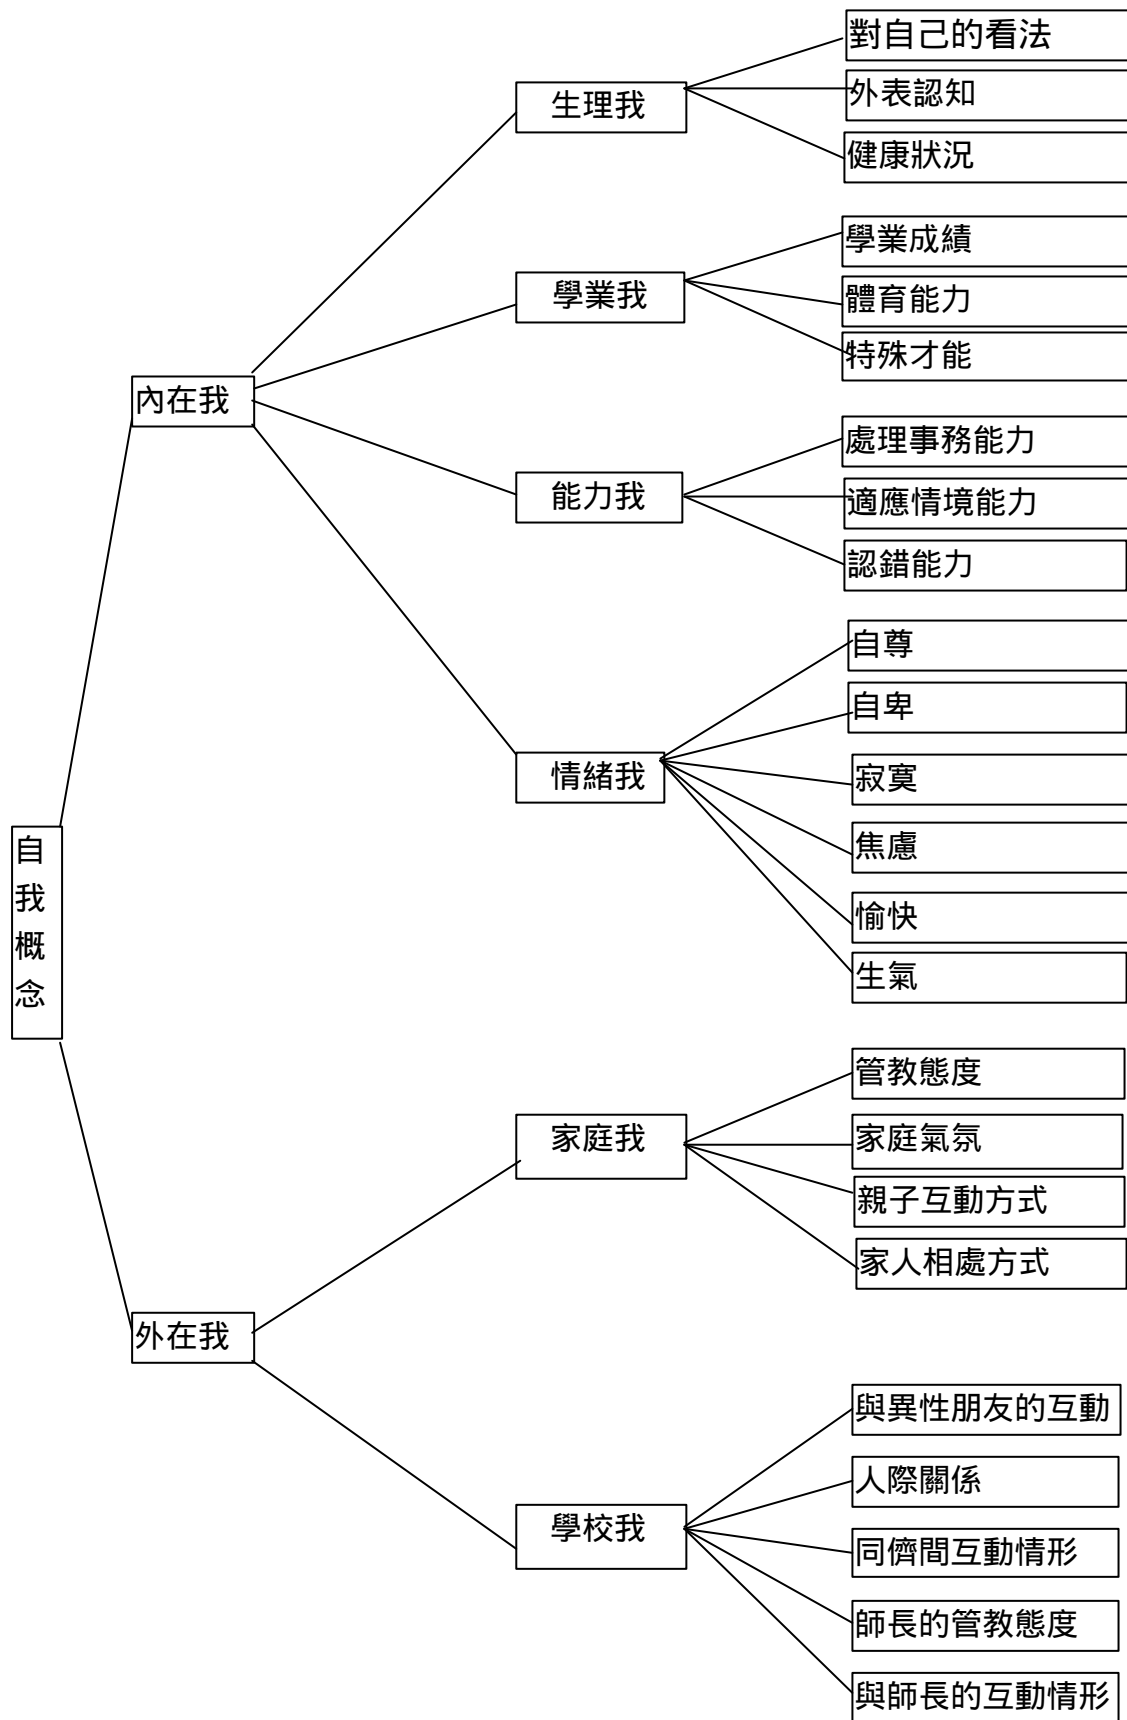 自我概念
內在我
生理我
對自己的看法
外表認知
健康狀況
學業我
學業成績
體育能力
特殊才能
能力我
處理事務能力
適應情境能力
認錯能力
情緒我
自尊
自卑
寂寞
焦慮
愉快
生氣
外在我
家庭我
管教態度
家庭氣氛
親子互動方式
家人相處方式
學校我
與異性朋友的互動
人際關係
同儕間互動情形
師長的管教態度
與師長的互動情形